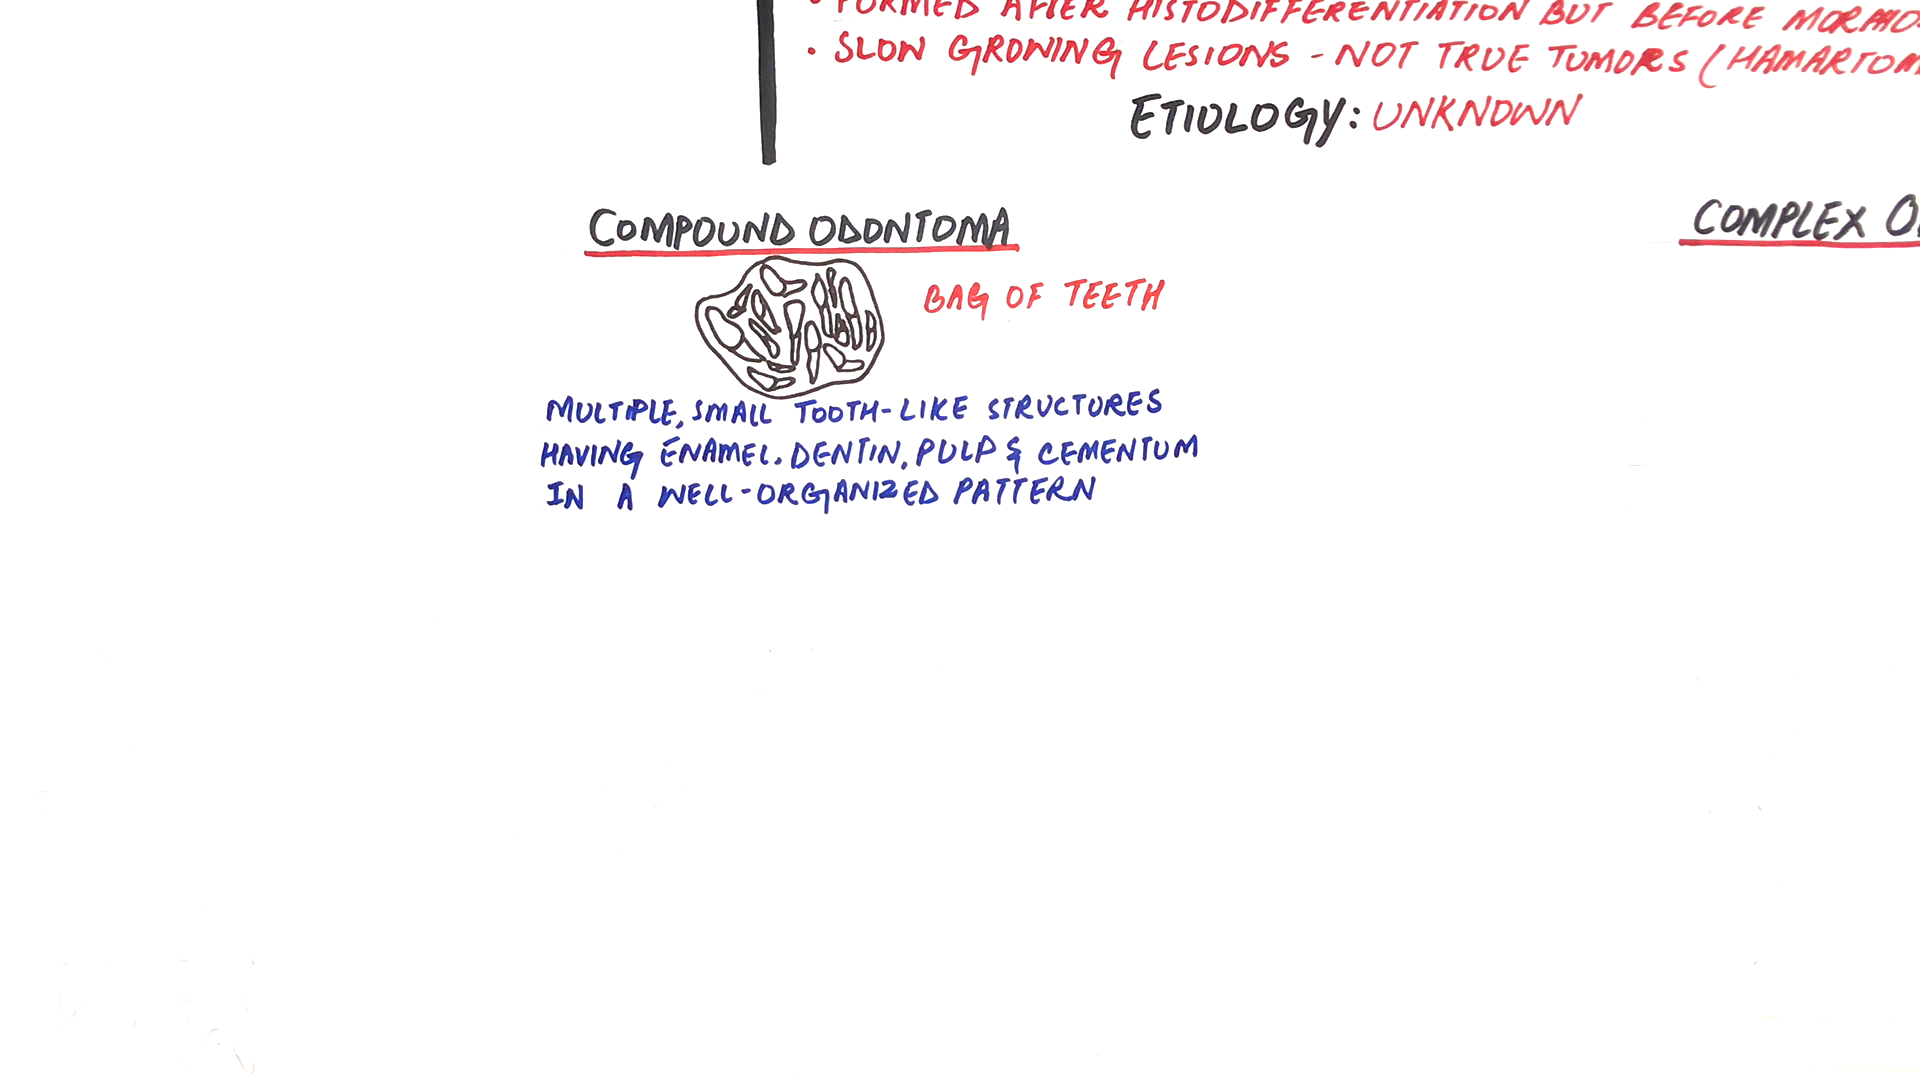 • FORMED AFTER HISTODIFFERENTIATION BUT BEFORE
• SLOW GROWING LESIONS - NOT TRUE TUMORS (
ETIOLOGY: UNKNOWN
COMPOUND ODONTOMA
COMPLEX
BAG OF TEETH
MULTIPLE, SMALL TOOTH-LIKE STRUCTURES
HAVING ENAMEL, DENTIN, PULP & CEMENTUM
IN A WELL-ORGANIZED PATTERN